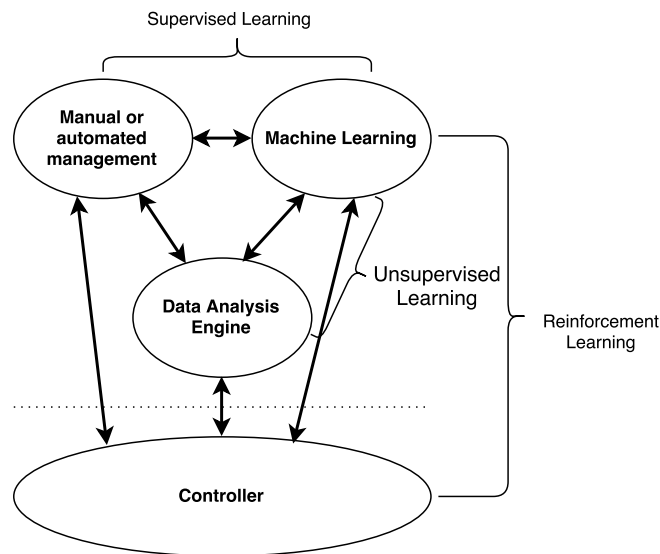 Supervised Learning
Manual or
automated
management
Machine Learning
Unsupervised
Learning
Data Analysis
Engine
Reinforcement
Learning
Controller